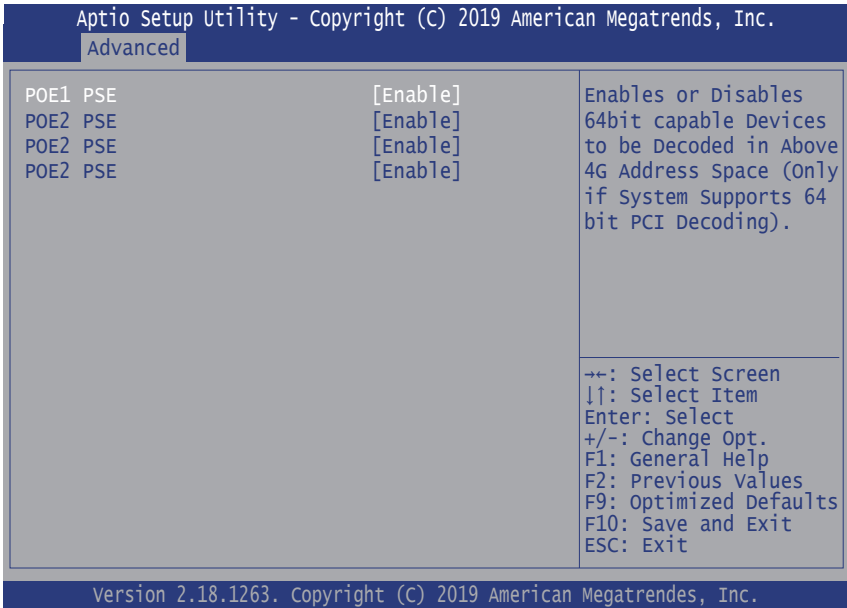 Aptio Setup Utility - Copyright (C) 2019 American Megatrends, Inc.
Advanced
POE1 PSE [Enable]
POE2 PSE [Enable]
POE2 PSE [Enable]
POE2 PSE [Enable]
Enables or Disables
64bit capable Devices
to be Decoded in Above
4G Address Space (Only
if System Supports 64
bit PCI Decoding).
→←: Select Screen
↓↑: Select Item
Enter: Select
+/-: Change Opt.
F1: General Help
F2: Previous Values
F9: Optimized Defaults
F10: Save and Exit
ESC: Exit
Version 2.18.1263. Copyright (C) 2019 American Megatrendes, Inc.